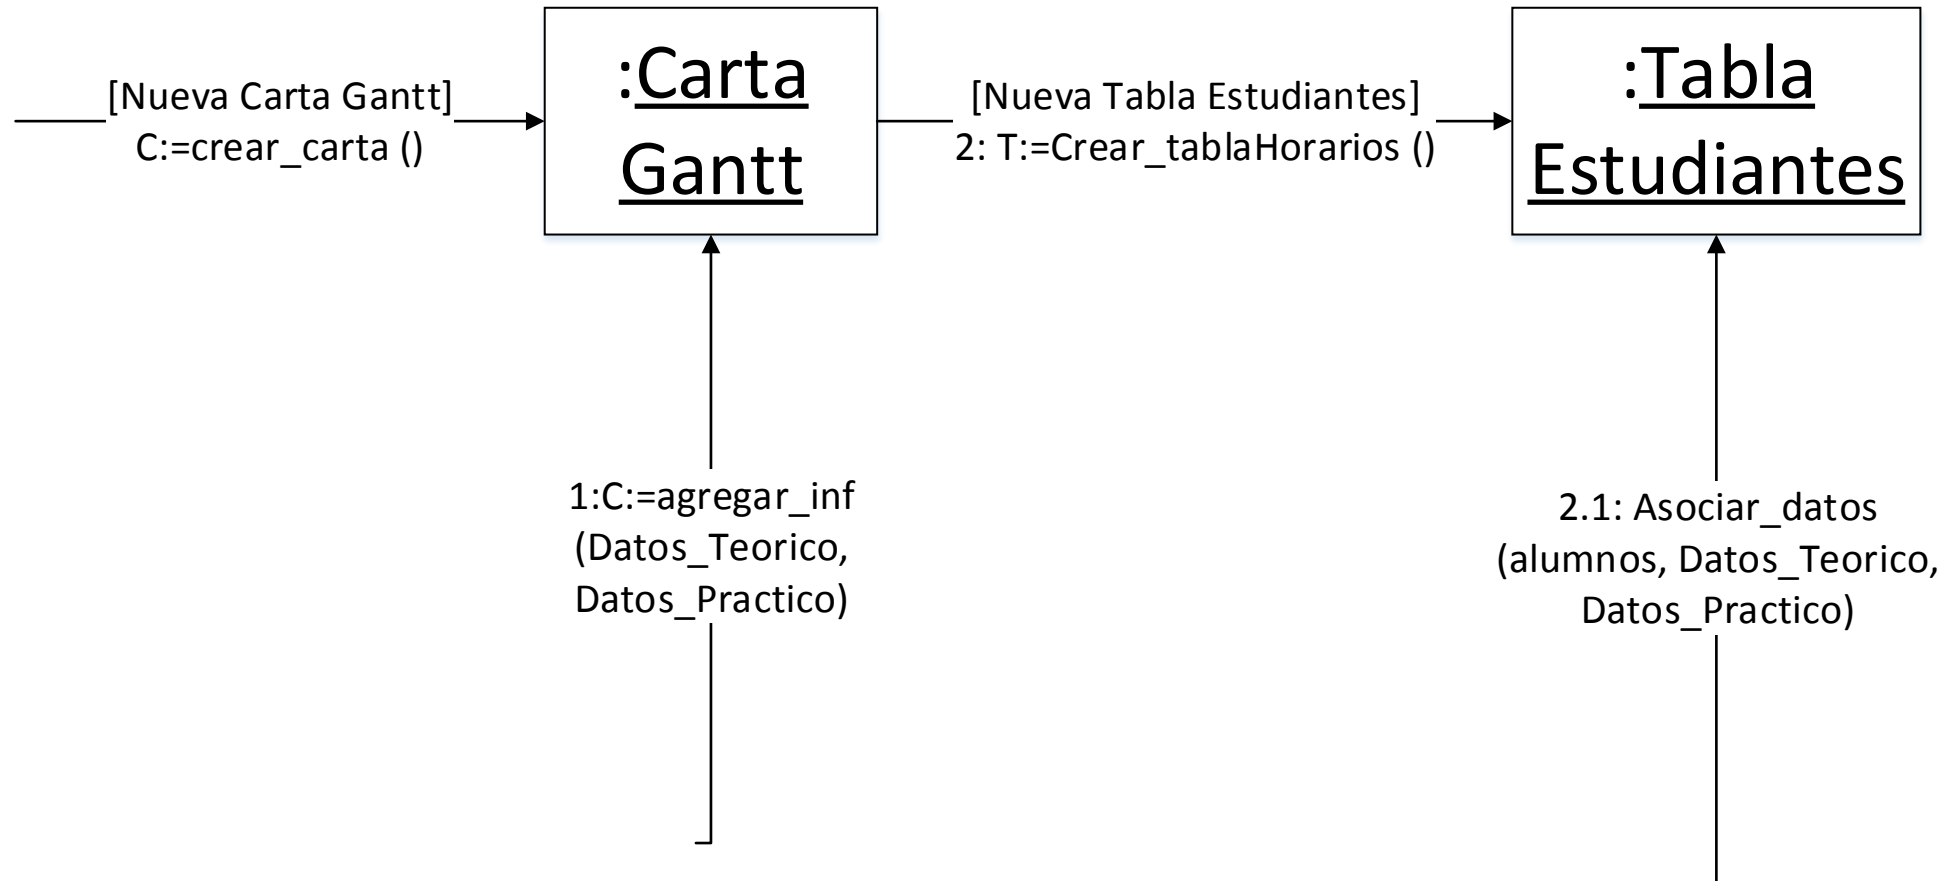 [Nueva Carta Gantt]
C:=crear_carta ()
:Carta
Gantt
[Nueva Tabla Estudiantes]
2: T:=Crear_tablaHorarios ()
:Tabla
Estudiantes
1:C:=agregar_inf
(Datos_Teorico,
Datos_Practico)
2.1: Asociar_datos
(alumnos, Datos_Teorico,
Datos_Practico)